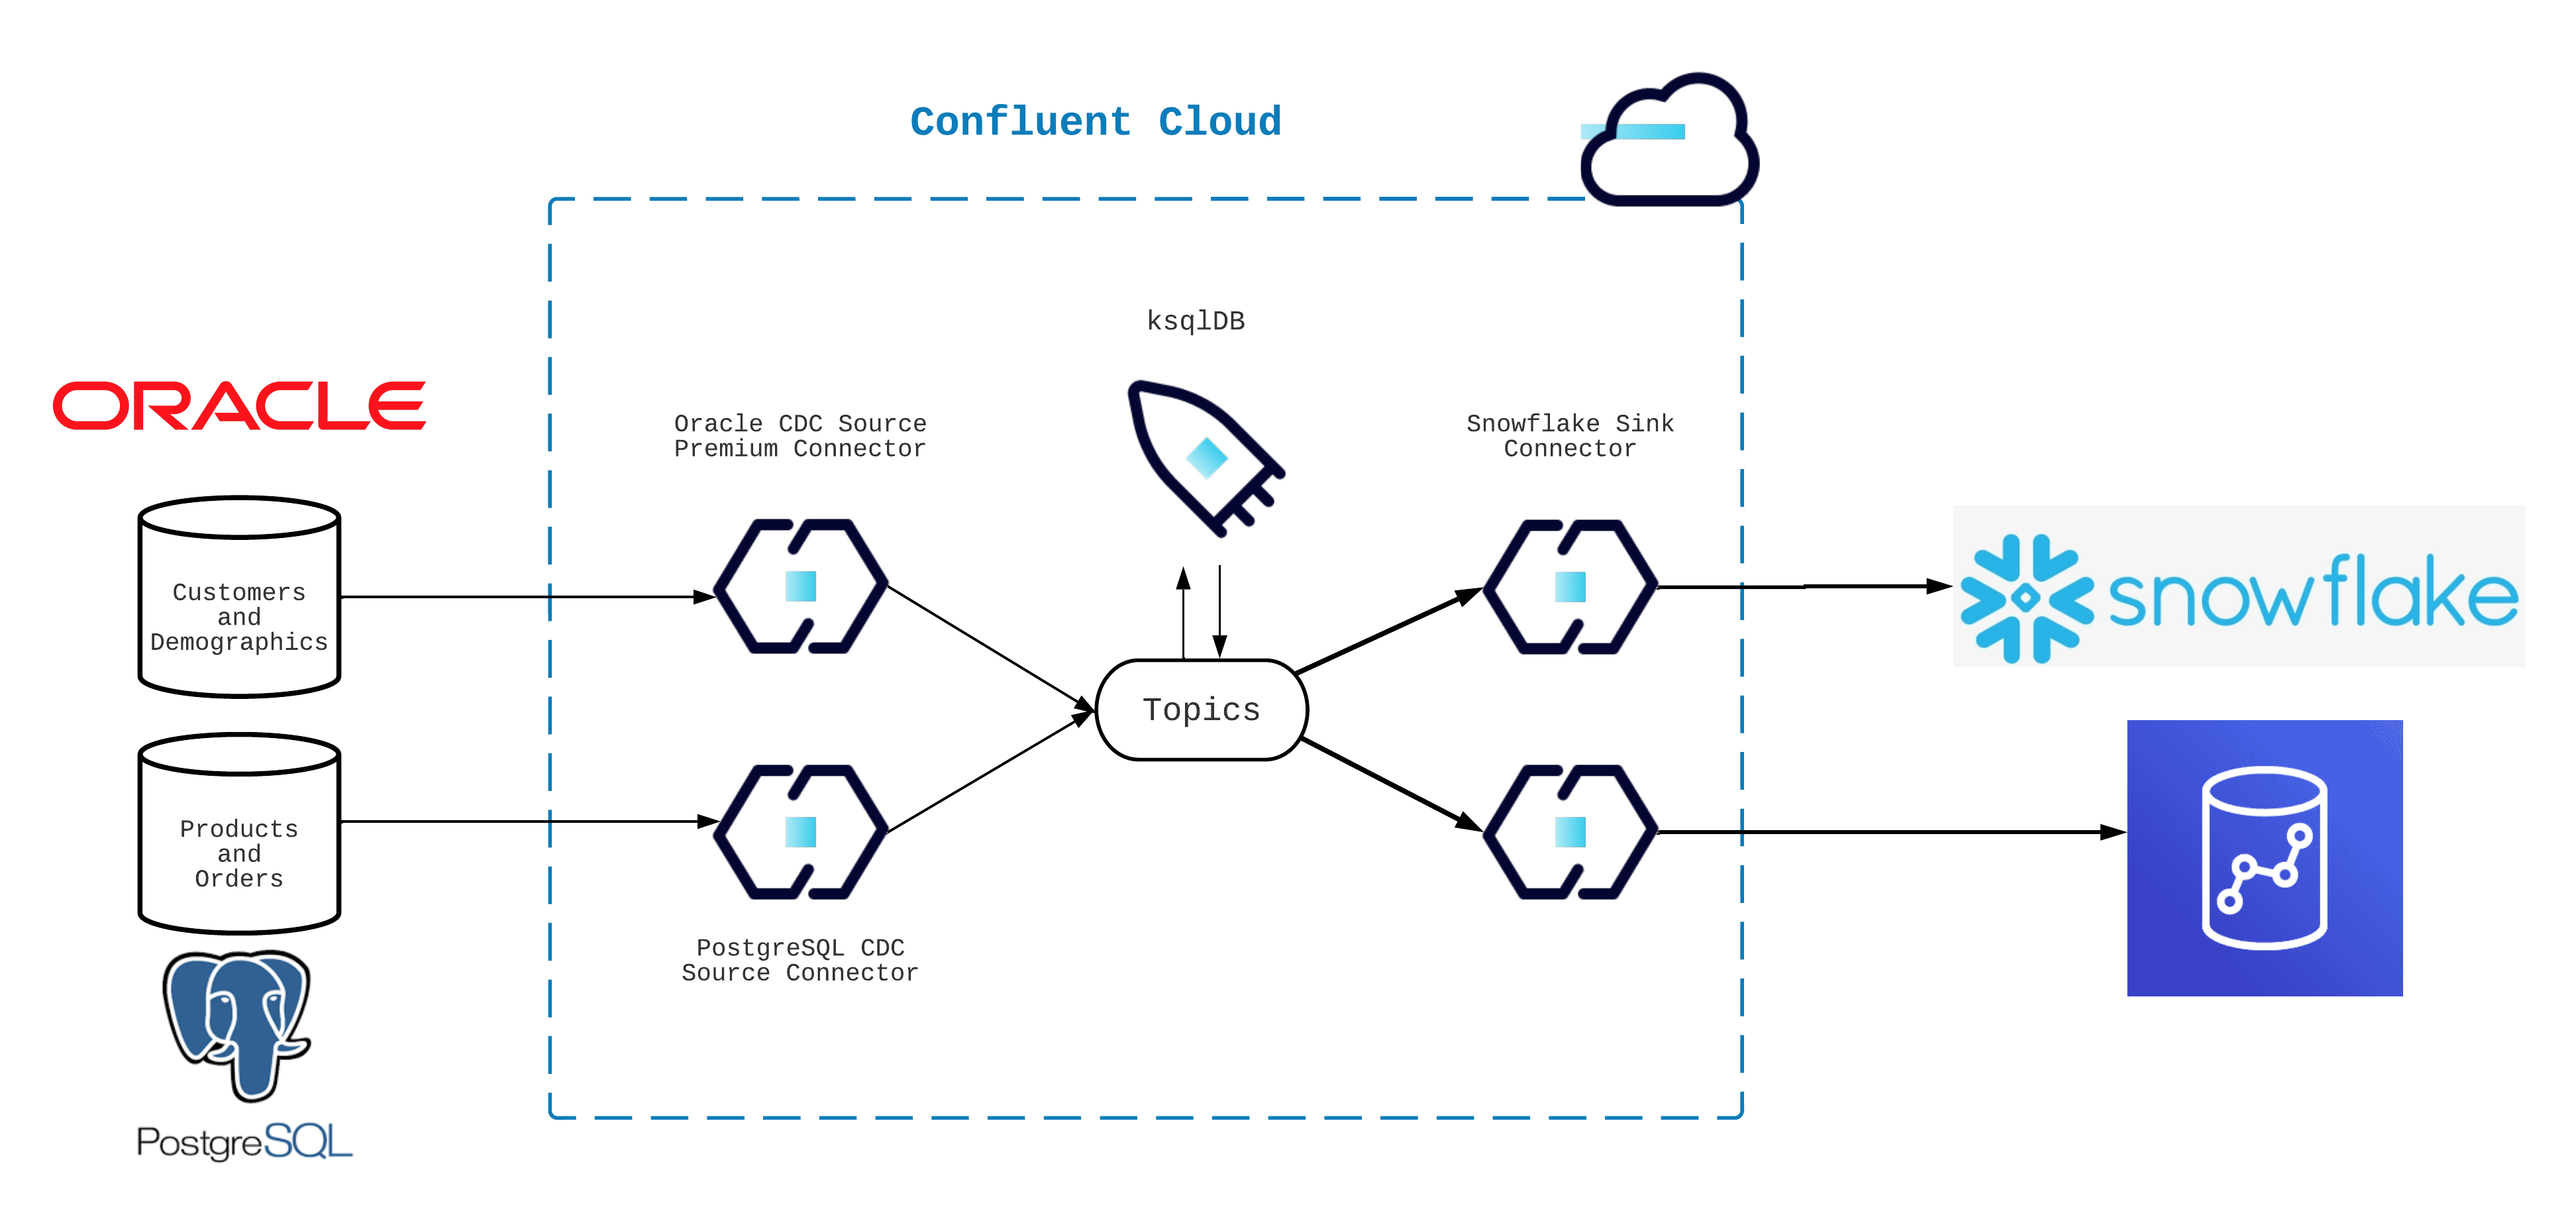 Confluent Cloud
ksqlDB
ORACLE
Oracle CDC Source
Premium Connector
Snowflake Sink
Connector
Customers
and
Demographics
snowflake
Topics
Products
and
Orders
PostgreSQL CDC
Source Connector
PostgreSQL